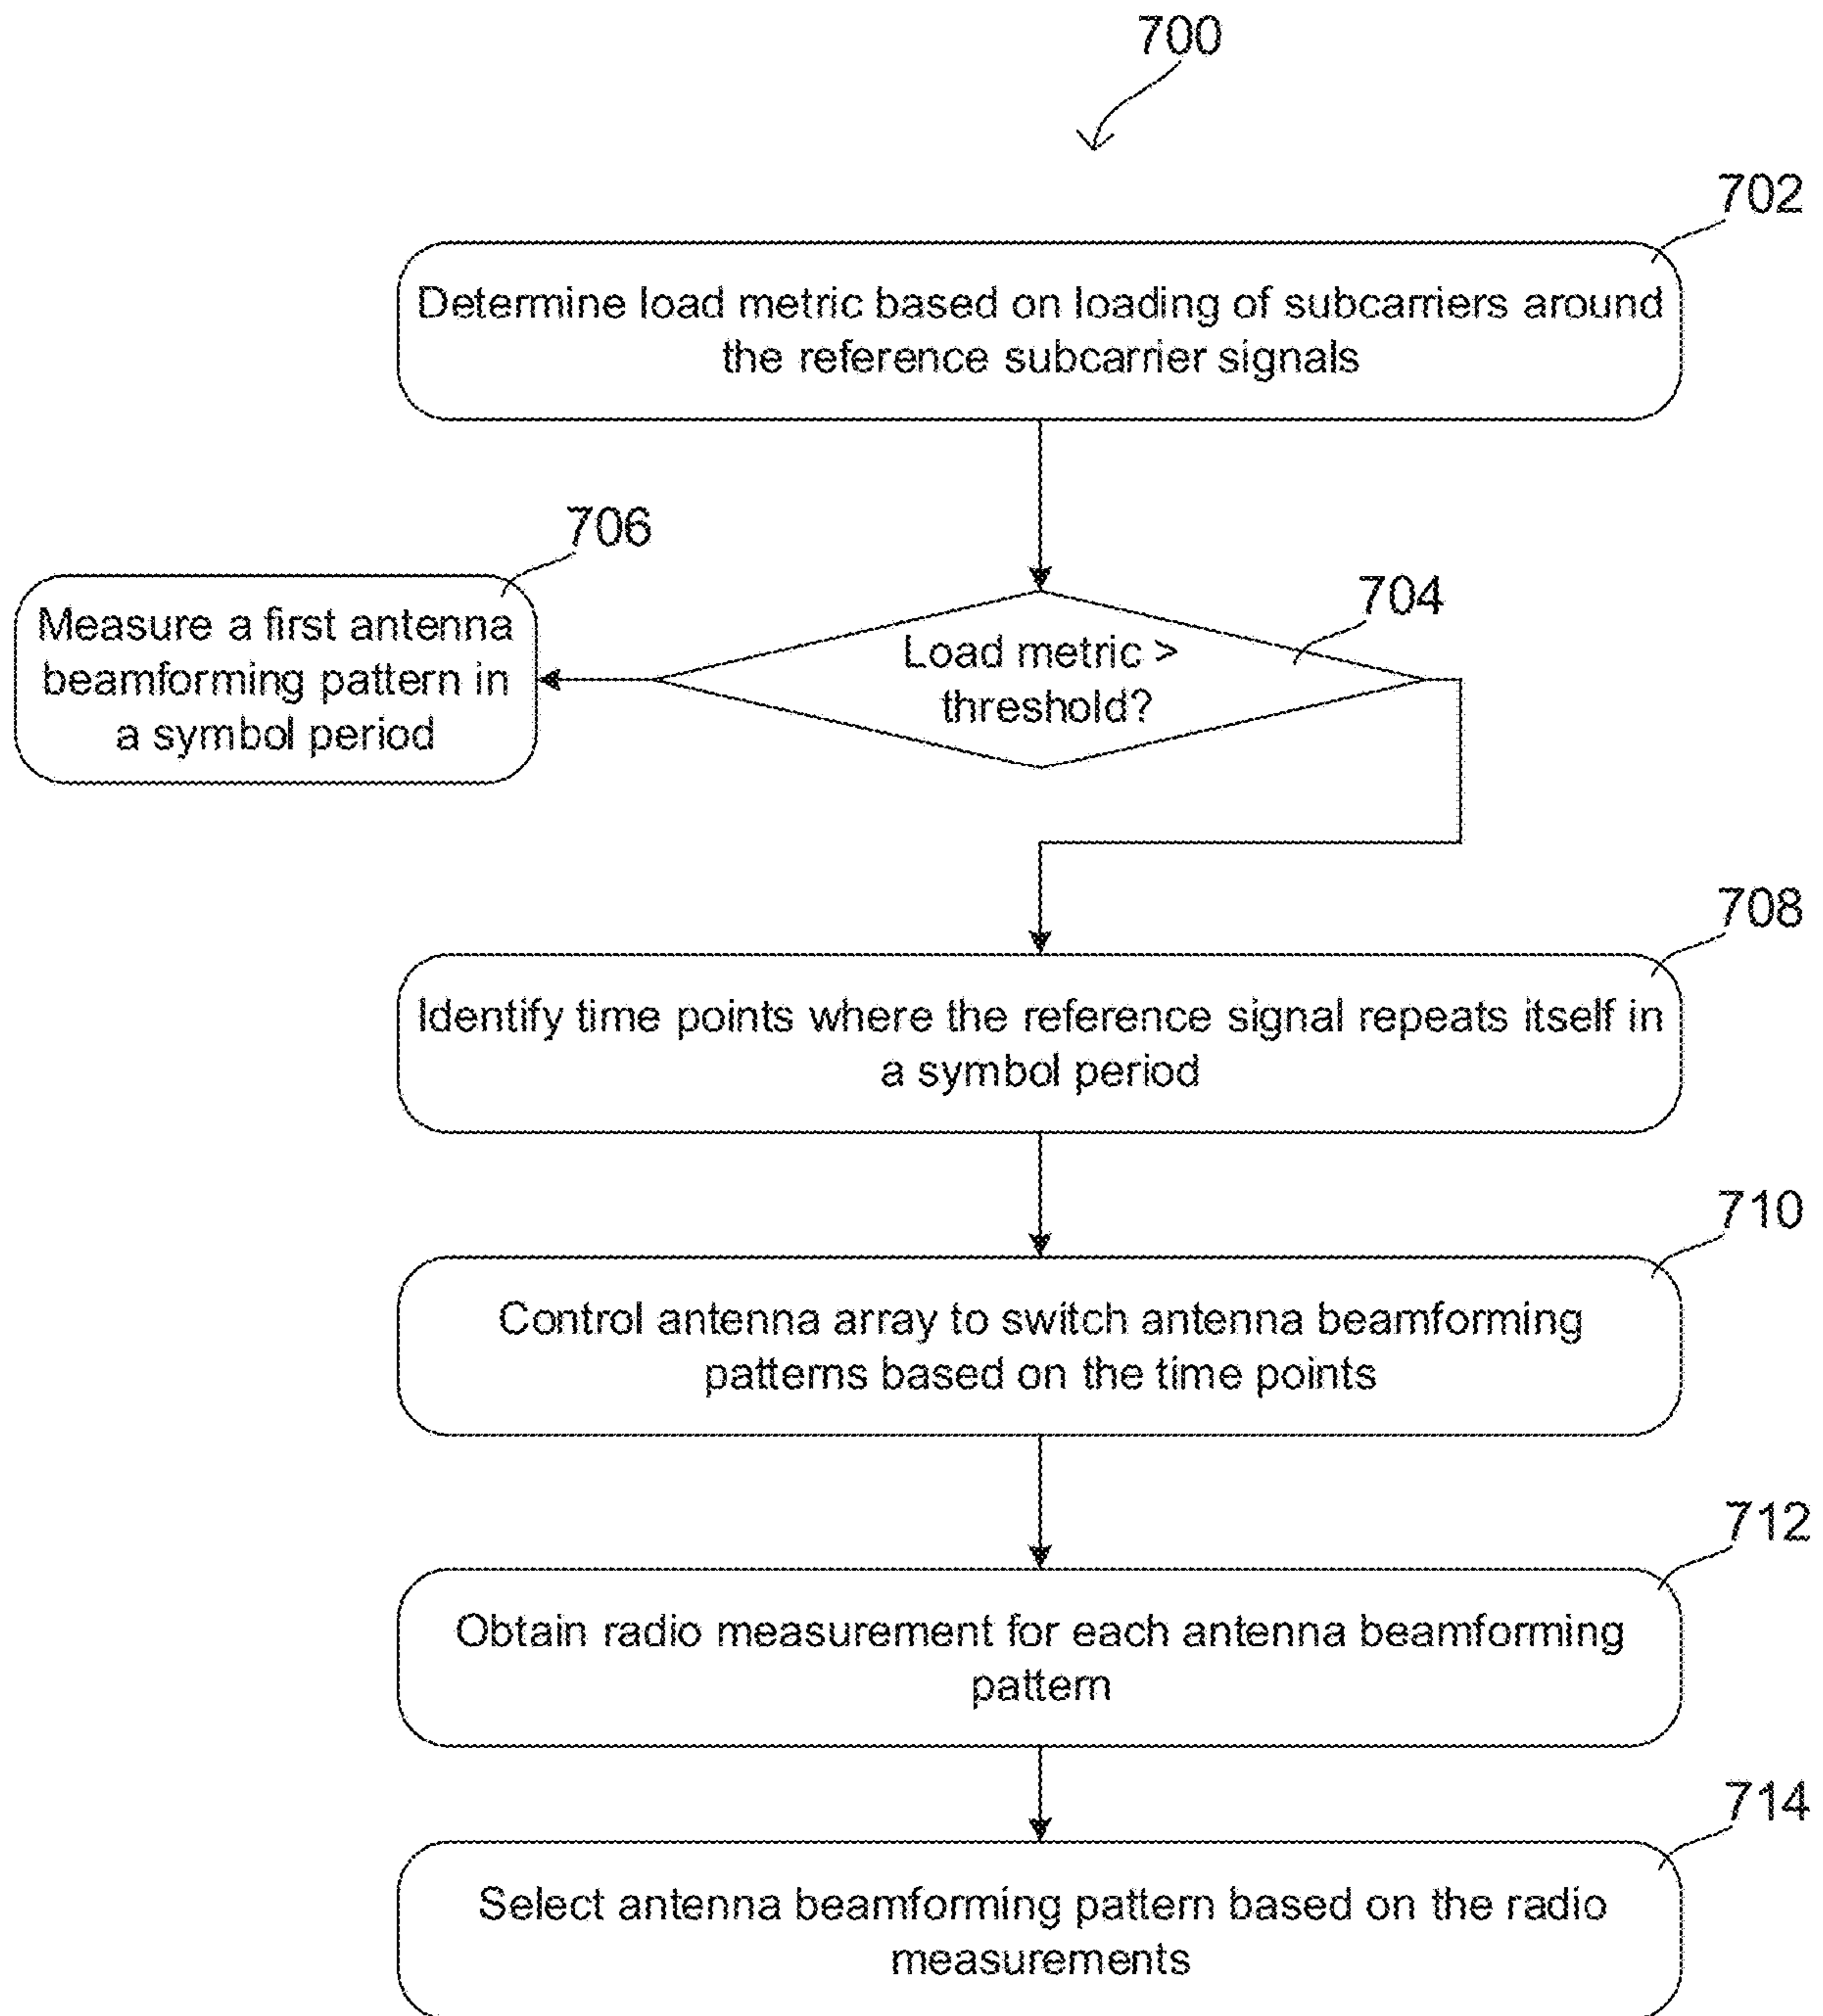 700
702
Determine load metric based on loading of subcarriers around
the reference subcarrier signals
706
Measure a first antenna
beamforming pattern in
a symbol period
704
Load metric >
threshold?
708
Identify time points where the reference signal repeats itself in
a symbol period
710
Control antenna array to switch antenna beamforming
patterns based on the time points
712
Obtain radio measurement for each antenna beamforming
pattern
714
Select antenna beamforming pattern based on the radio
measurements